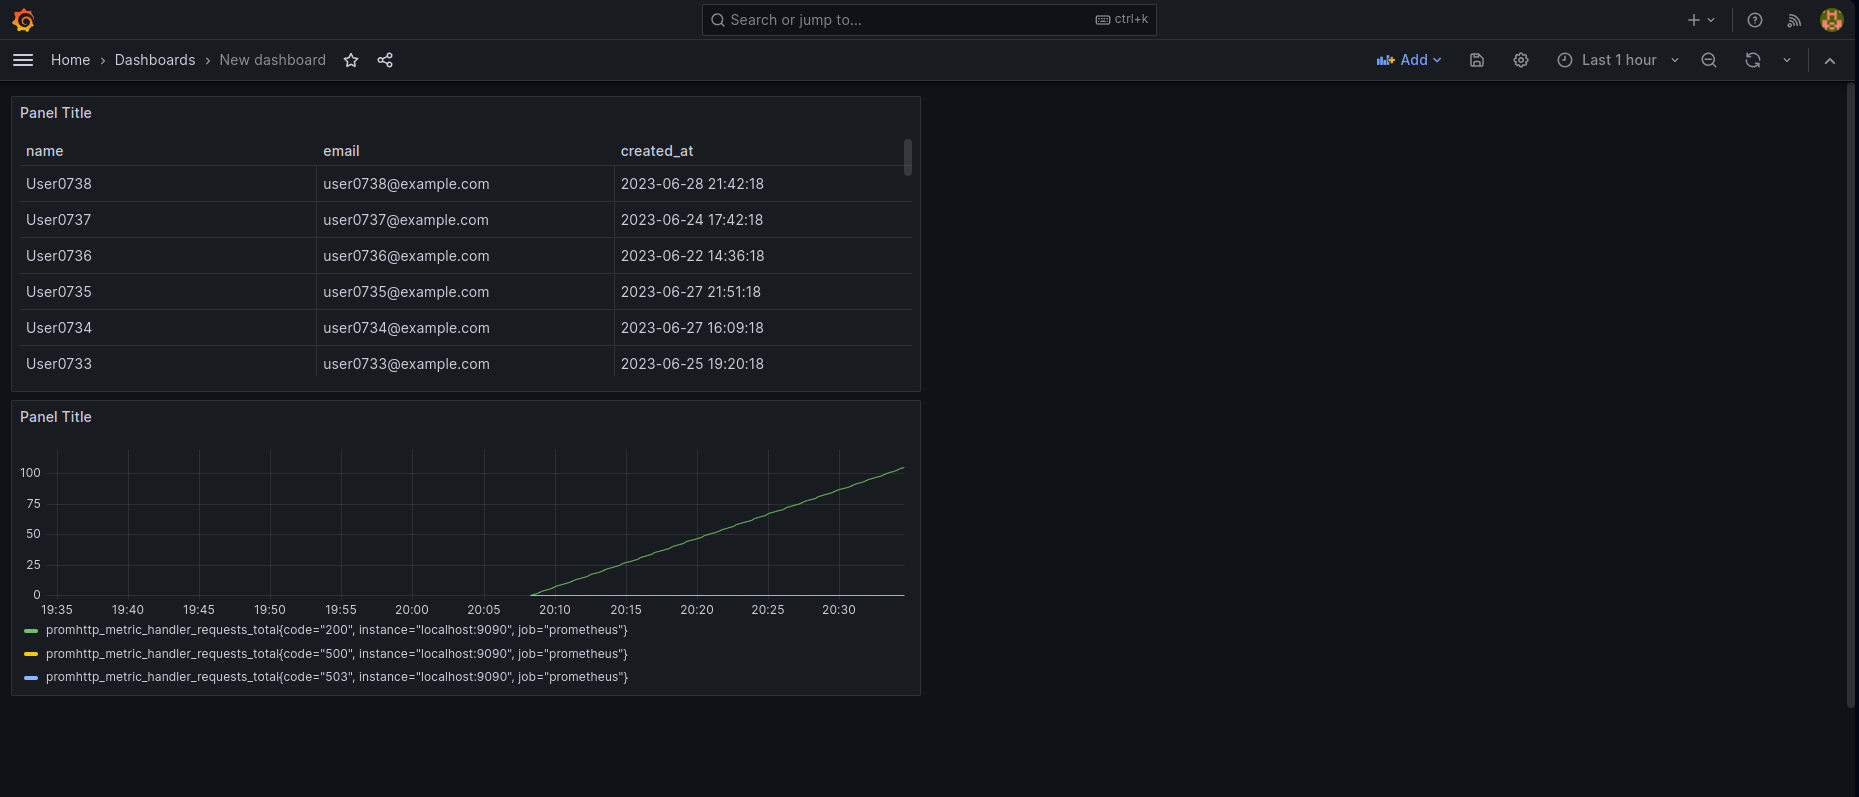 Search or jump to... ctrl+k
Home › Dashboards › New dashboard Add Last 1 hour
Panel Title
name email created_at
User0738 user0738@example.com 2023-06-28 21:42:18
User0737 user0737@example.com 2023-06-24 17:42:18
User0736 user0736@example.com 2023-06-22 14:36:18
User0735 user0735@example.com 2023-06-27 21:51:18
User0734 user0734@example.com 2023-06-27 16:09:18
User0733 user0733@example.com 2023-06-25 19:20:18
Panel Title
100
75
50
25
0
19:35 19:40 19:45 19:50 19:55 20:00 20:05 20:10 20:15 20:20 20:25 20:30
promhttp_metric_handler_requests_total{code="200", instance="localhost:9090", job="prometheus"}
promhttp_metric_handler_requests_total{code="500", instance="localhost:9090", job="prometheus"}
promhttp_metric_handler_requests_total{code="503", instance="localhost:9090", job="prometheus"}